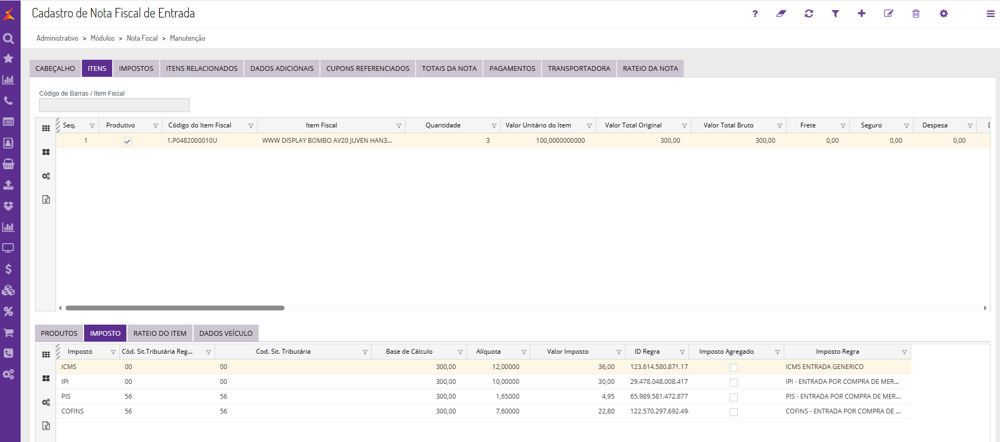 Cadastro de Nota Fiscal de Entrada
?
Administrativo > Módulos > Nota Fiscal > Manutenção
CABEÇALHO ITENS IMPOSTOS ITENS RELACIONADOS DADOS ADICIONAIS CUPONS REFERENCIADOS TOTAIS DA NOTA PAGAMENTOS TRANSPORTADORA RATEIO DA NOTA
Código de Barras / Item Fiscal
Seq. Produtivo Código do Item Fiscal Item Fiscal Quantidade Valor Unitário do Item Valor Total Original Valor Total Bruto Frete Seguro Despesa
1 1.P0482000010U WWW DISPLAY BOMBO AV20 JUVEN HAN3... 3 100,0000000000 300,00 300,00 0,00 0,00 0,00
PRODUTOS IMPOSTO RATEIO DO ITEM DADOS VEÍCULO
Imposto Cód. Sit.Tributária Reg... Cod. Sit. Tributária Base de Cálculo Alíquota Valor Imposto ID Regra Imposto Agregado Imposto Regra
ICMS 00 00 300,00 12,00000 36,00 123.614.580.871.17 ICMS ENTRADA GENERICO
IPI 00 00 300,00 10,00000 30,00 29.478.048.008.417 IPI - ENTRADA POR COMPRA DE MER...
PIS 56 56 300,00 1,65000 4,95 65.989.581.472.877 PIS - ENTRADA POR COMPRA DE MER...
COFINS 56 56 300,00 7,60000 22,80 122.570.297.692.49 COFINS - ENTRADA POR COMPRA DE ...